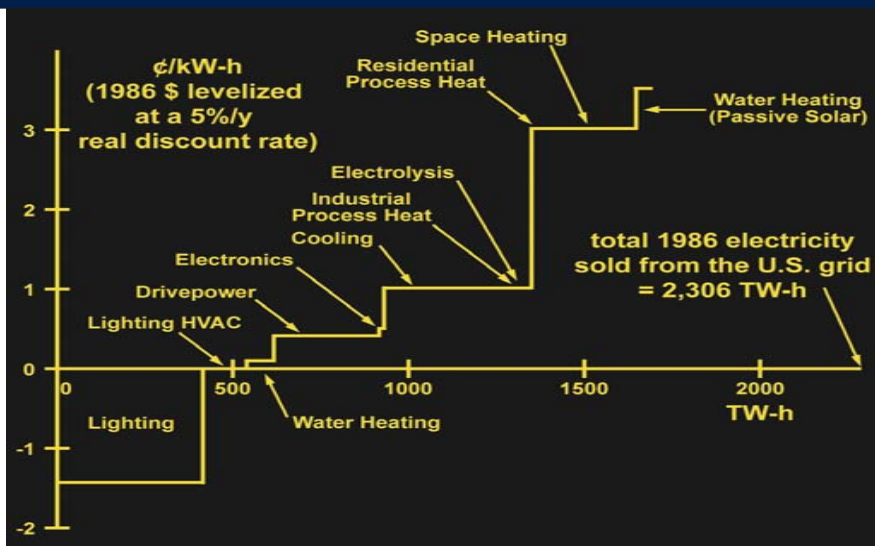 ¢/kW-h
(1986 $ levelized
at a 5%/y
real discount rate)
Space Heating
Residential
Process Heat
Water Heating
(Passive Solar)
Electrolysis
Industrial
Process Heat
Cooling
Electronics
Drivepower
Lighting HVAC
total 1986 electricity
sold from the U.S. grid
= 2,306 TW-h
Lighting
Water Heating
3
2
1
0
-1
-2
0
500
1000
1500
2000
TW-h